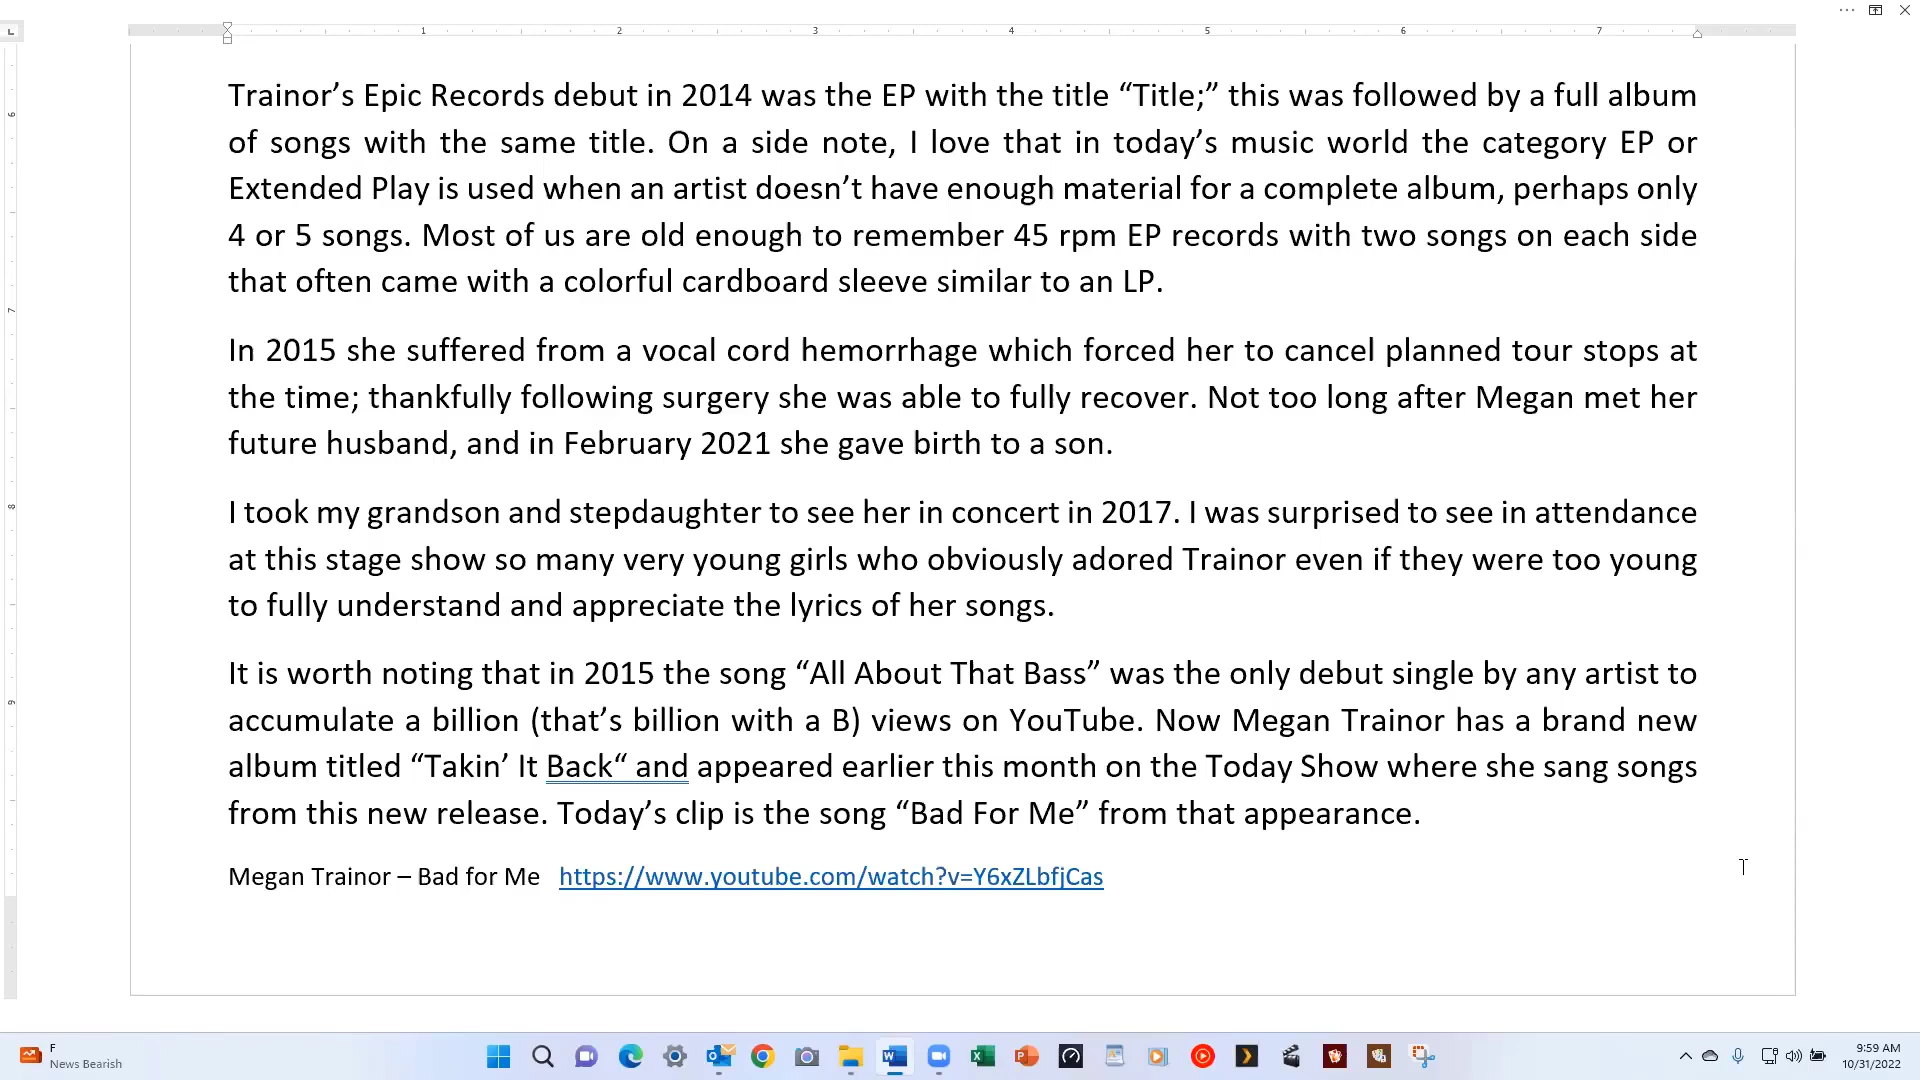 1 2 3 4 5 6 7
6
7
8
9
Trainor’s Epic Records debut in 2014 was the EP with the title “Title;” this was followed by a full album
of songs with the same title. On a side note, I love that in today’s music world the category EP or
Extended Play is used when an artist doesn’t have enough material for a complete album, perhaps only
4 or 5 songs. Most of us are old enough to remember 45 rpm EP records with two songs on each side
that often came with a colorful cardboard sleeve similar to an LP.
In 2015 she suffered from a vocal cord hemorrhage which forced her to cancel planned tour stops at
the time; thankfully following surgery she was able to fully recover. Not too long after Megan met her
future husband, and in February 2021 she gave birth to a son.
I took my grandson and stepdaughter to see her in concert in 2017. I was surprised to see in attendance
at this stage show so many very young girls who obviously adored Trainor even if they were too young
to fully understand and appreciate the lyrics of her songs.
It is worth noting that in 2015 the song “All About That Bass” was the only debut single by any artist to
accumulate a billion (that’s billion with a B) views on YouTube. Now Megan Trainor has a brand new
album titled “Takin’ It Back“ and appeared earlier this month on the Today Show where she sang songs
from this new release. Today’s clip is the song “Bad For Me” from that appearance.
Megan Trainor – Bad for Me https://www.youtube.com/watch?v=Y6xZLbfjCas
F
News Bearish
9:59 AM
10/31/2022